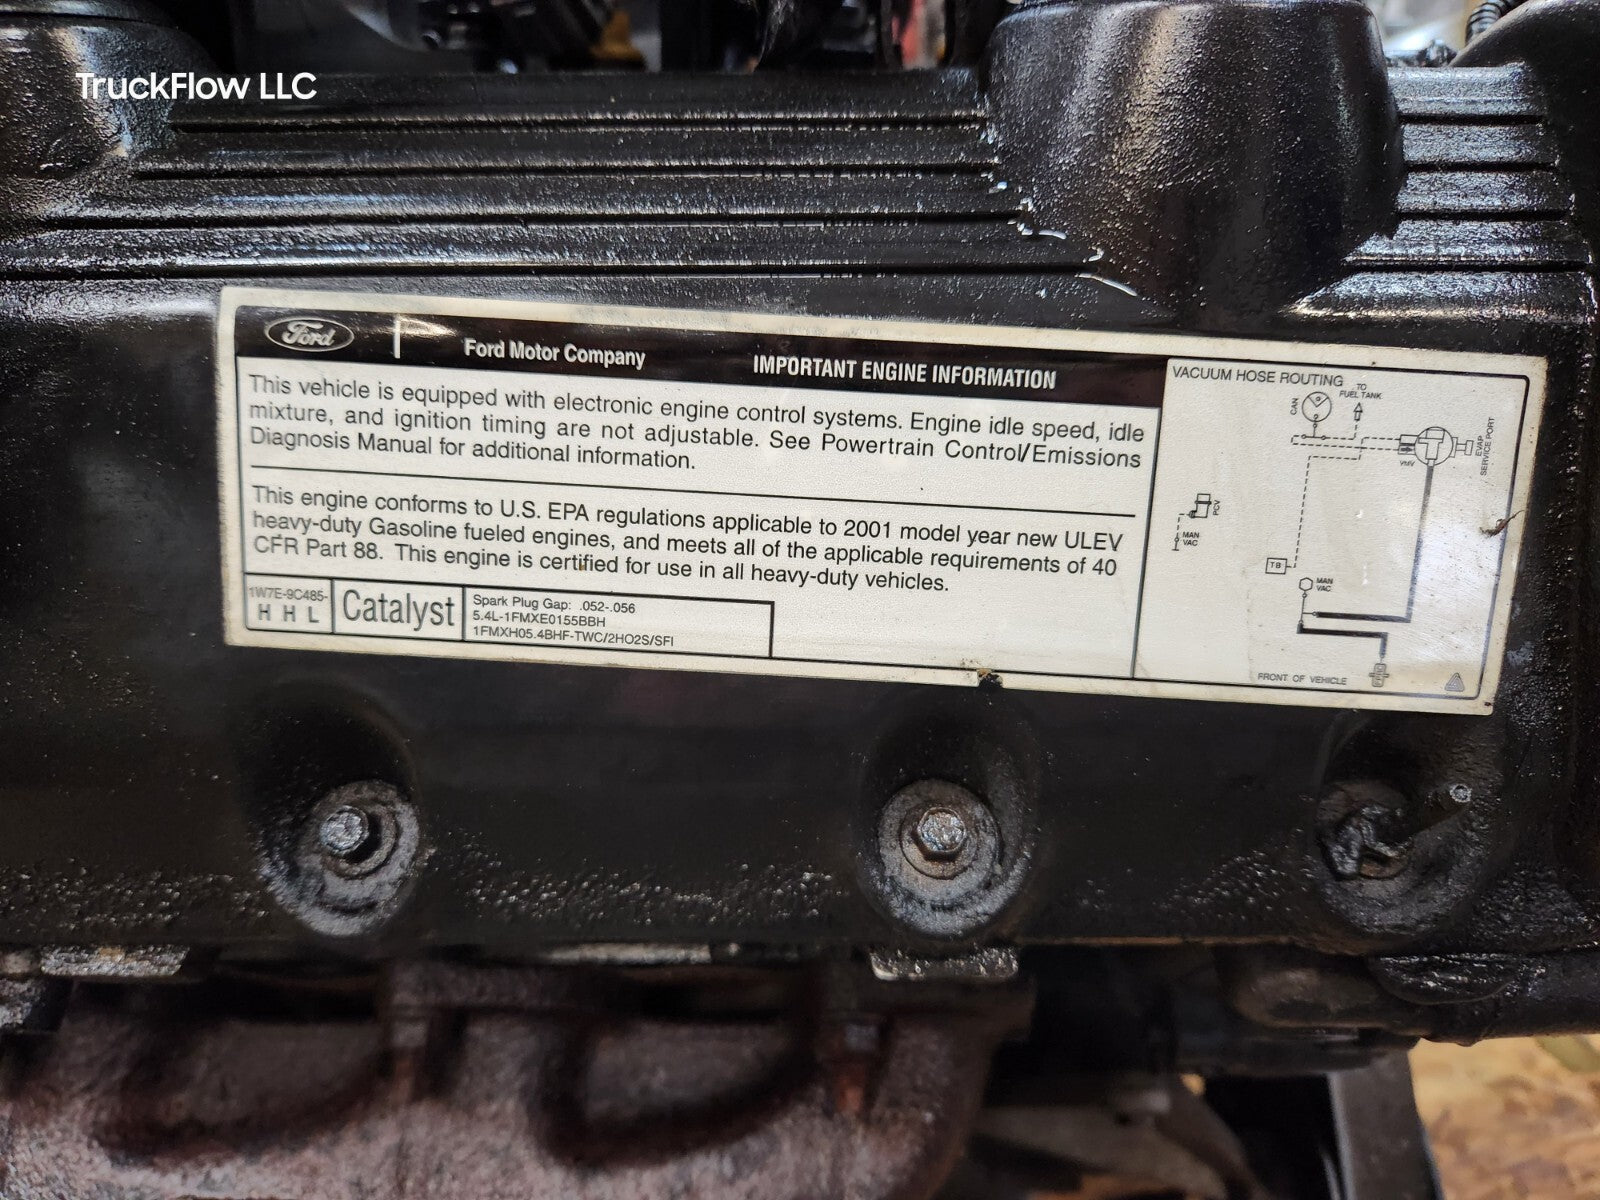 TruckFlow LLC
Ford
Ford Motor Company
IMPORTANT ENGINE INFORMATION
This vehicle is equipped with electronic engine control systems. Engine idle speed, idle
mixture, and ignition timing are not adjustable. See Powertrain Control/Emissions
Diagnosis Manual for additional information.
This engine conforms to U.S. EPA regulations applicable to 2001 model year new ULEV
heavy-duty Gasoline fueled engines, and meets all of the applicable requirements of 40
CFR Part 88. This engine is certified for use in all heavy-duty vehicles.
1W7E-9C485-
H H L
Catalyst
Spark Plug Gap: .052-.056
5.4L-1FMXE0155BBH
1FMXH05.4BHF-TWC/2HO2S/SFI
VACUUM HOSE ROUTING
TO
FUEL TANK
CAN
VMV
EVAP
SERVICE PORT
PCV
MAN
VAC
TB
MAN
VAC
FRONT OF VEHICLE